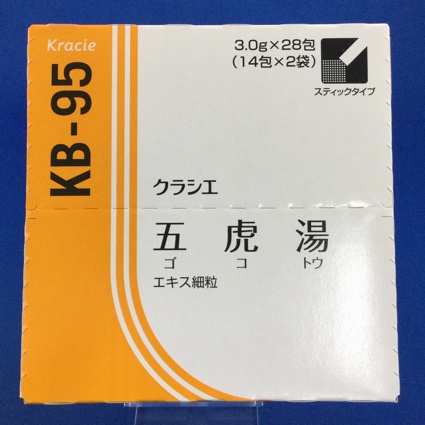 Kracie
KB-95
3.0g×28包
（14包×2袋）
スティックタイプ
クラシエ
五虎湯
ゴ コ トウ
エキス細粒